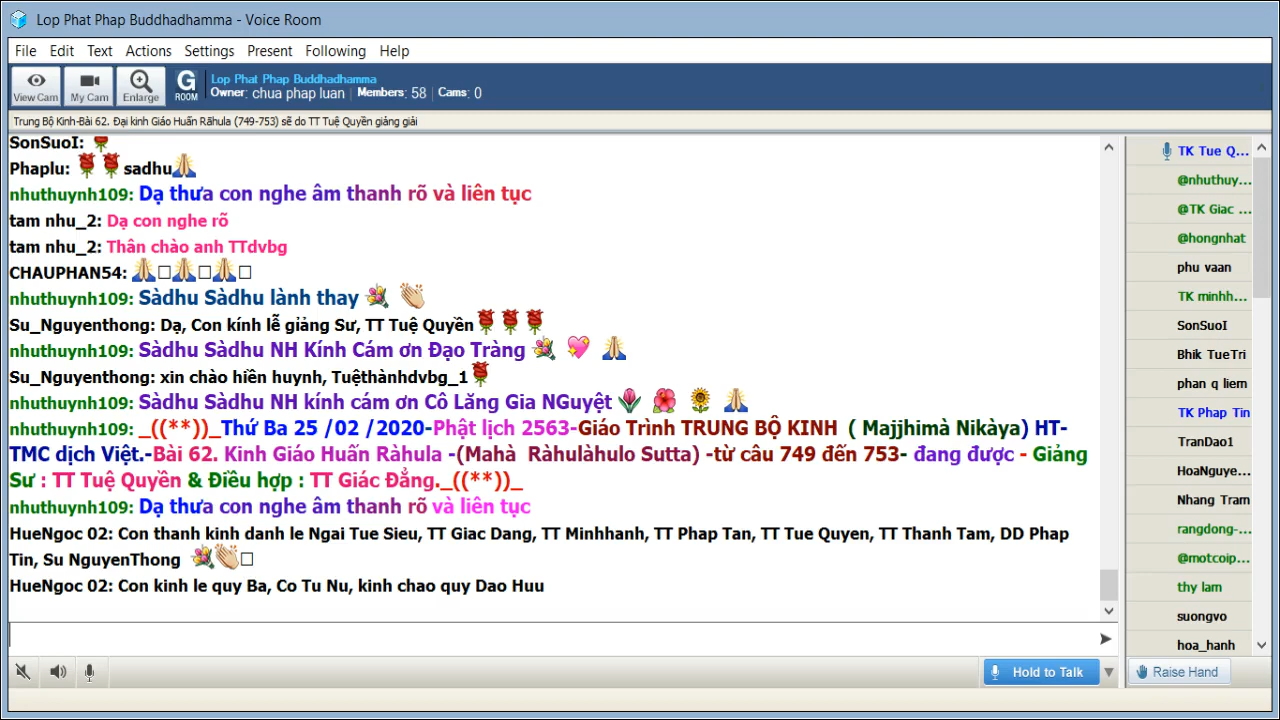 Lop Phat Phap Buddhadhamma - Voice Room
File Edit Text Actions Settings Present Following Help
View Cam My Cam Enlarge G ROOM
Lop Phat Phap Buddhadhamma
Owner: chua phap luan | Members: 58 | Cams: 0
Trung Bộ Kinh-Bài 62. Đại kinh Giáo Huấn Rāhula (749-753) sẽ do TT Tuệ Quyền giảng giải
SonSuoI:
Phaplu: sadhu
nhuthuynh109: Dạ thưa con nghe âm thanh rõ và liên tục
tam nhu_2: Dạ con nghe rõ
tam nhu_2: Thân chào anh TTdvbg
CHAUPHAN54:
nhuthuynh109: Sàdhu Sàdhu lành thay
Su_Nguyenthong: Dạ, Con kính lễ giảng Sư, TT Tuệ Quyền
nhuthuynh109: Sàdhu Sàdhu NH Kính Cám ơn Đạo Tràng
Su_Nguyenthong: xin chào hiền huynh, Tuệthànhdvbg_1
nhuthuynh109: Sàdhu Sàdhu NH kính cám ơn Cô Lăng Gia NGuyệt
nhuthuynh109: _((**))_Thứ Ba 25 /02 /2020-Phật lịch 2563-Giáo Trình TRUNG BỘ KINH ( Majjhimà Nikàya) HT-
TMC dịch Việt.-Bài 62. Kinh Giáo Huấn Ràhula -(Mahà Ràhulàhulo Sutta) -từ câu 749 đến 753- đang được - Giảng
Sư : TT Tuệ Quyền & Điều hợp : TT Giác Đẳng._((**))_
nhuthuynh109: Dạ thưa con nghe âm thanh rõ và liên tục
HueNgoc 02: Con thanh kinh danh le Ngai Tue Sieu, TT Giac Dang, TT Minhhanh, TT Phap Tan, TT Tue Quyen, TT Thanh Tam, DD Phap
Tin, Su NguyenThong
HueNgoc 02: Con kinh le quy Ba, Co Tu Nu, kinh chao quy Dao Huu
TK Tue Q...
@nhuthuy...
@TK Giac ...
@hongnhat
phu vaan
TK minhh...
SonSuoI
Bhik TueTri
phan q liem
TK Phap Tin
TranDao1
HoaNguye...
Nhang Tram
rangdong-...
@motcoip...
thy lam
suongvo
hoa_hanh
Hold to Talk
Raise Hand